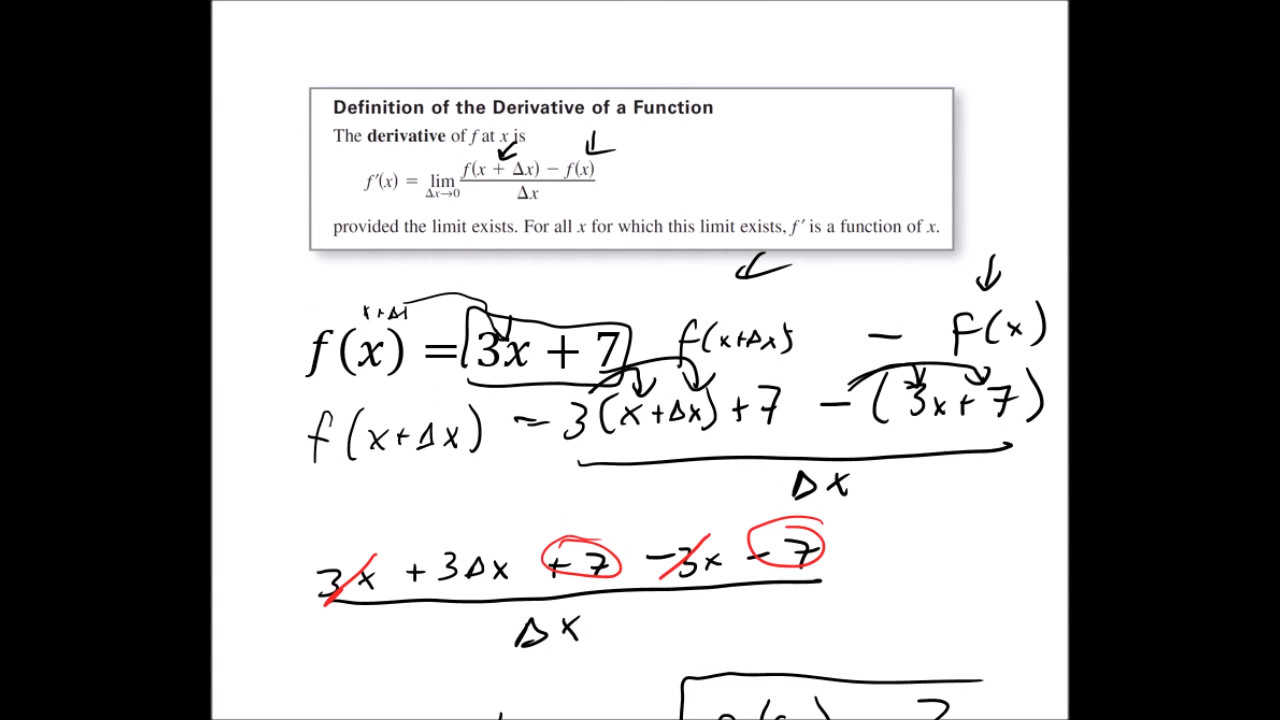 Definition of the Derivative of a Function
The derivative of f at x is
f′(x) = lim Δx→0 f(x + Δx) − f(x) / Δx
provided the limit exists. For all x for which this limit exists, f′ is a function of x.
x+Δx
f(x) = 3x + 7 f(x+Δx) − f(x)
f(x+Δx) = 3(x+Δx)+7 −(3x+7)
Δx
3x + 3Δx + 7 − 3x − 7
Δx